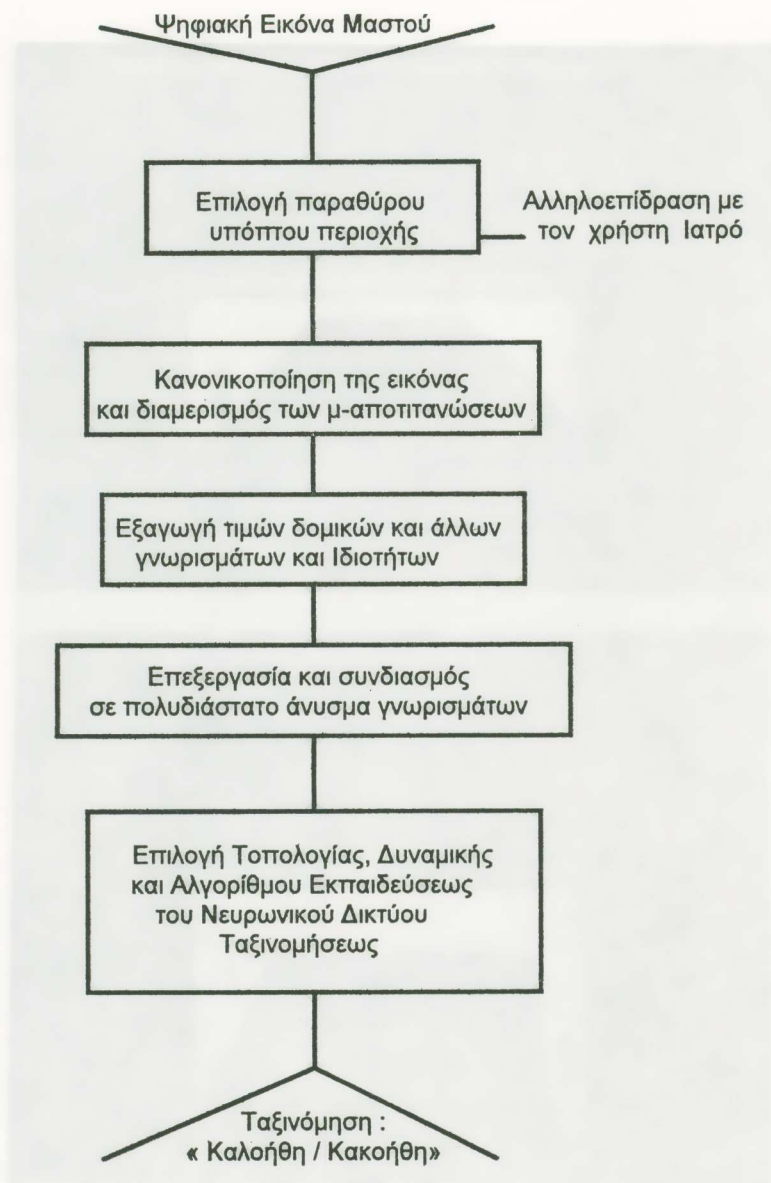 Ψηφιακή Εικόνα Μαστού
Επιλογή παραθύρου
υπόπτου περιοχής
Αλληλοεπίδραση με
τον χρήστη Ιατρό
Κανονικοποίηση της εικόνας
και διαμερισμός των μ-αποτιτανώσεων
Εξαγωγή τιμών δομικών και άλλων
γνωρισμάτων και Ιδιοτήτων
Επεξεργασία και συνδιασμός
σε πολυδιάστατο άνυσμα γνωρισμάτων
Επιλογή Τοπολογίας, Δυναμικής
και Αλγορίθμου Εκπαιδεύσεως
του Νευρωνικού Δικτύου
Ταξινομήσεως
Ταξινόμηση :
« Καλοήθη / Κακοήθη»